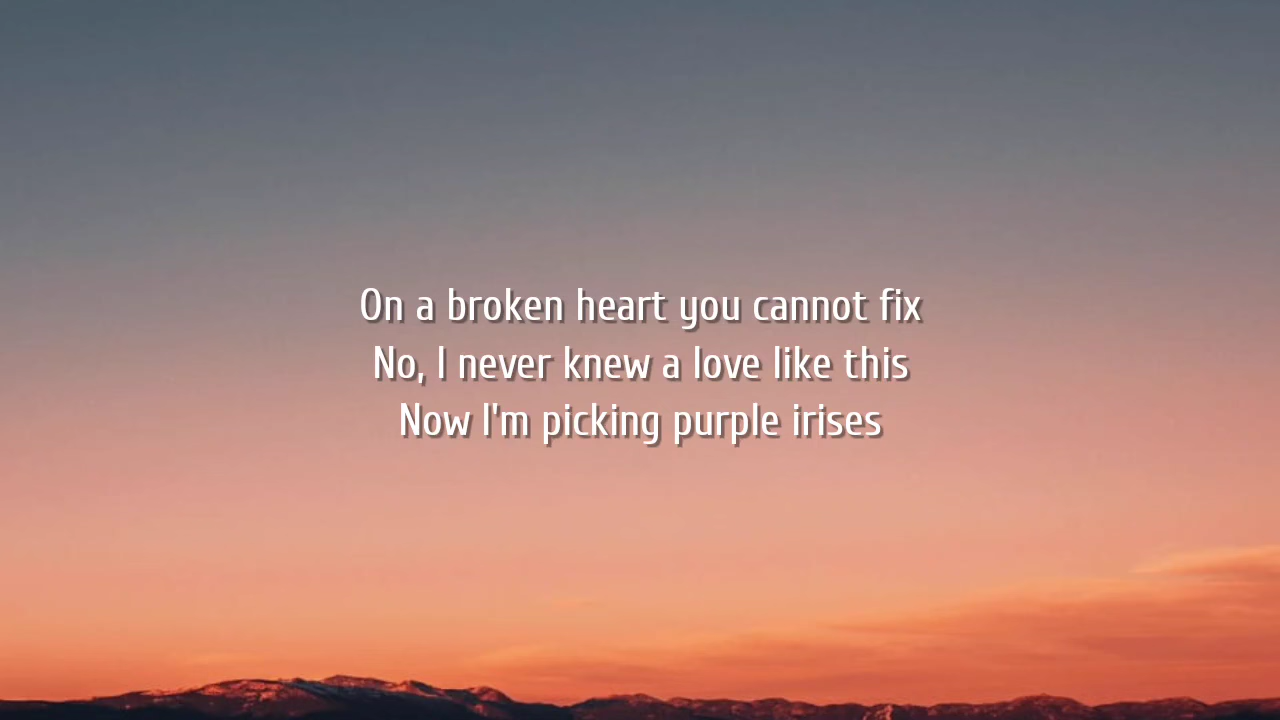 On a broken heart you cannot fix
No, I never knew a love like this
Now I'm picking purple irises